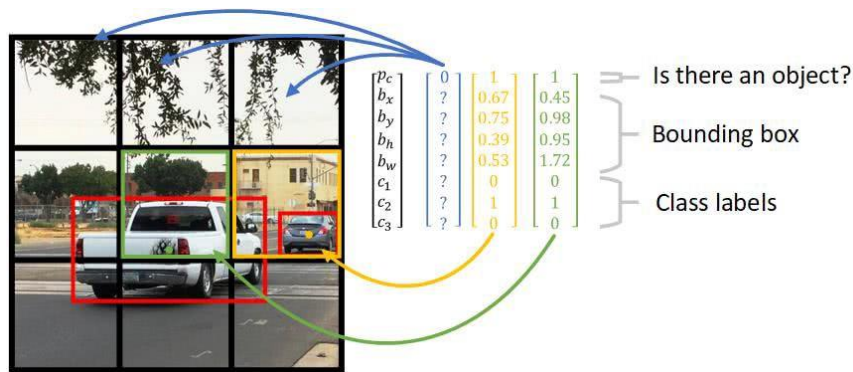 p_c 0 1 1 Is there an object?
b_x ? 0.67 0.45
b_y ? 0.75 0.98 Bounding box
b_h ? 0.39 0.95
b_w ? 0.53 1.72
c_1 ? 0 0
c_2 ? 1 1 Class labels
c_3 ? 0 0